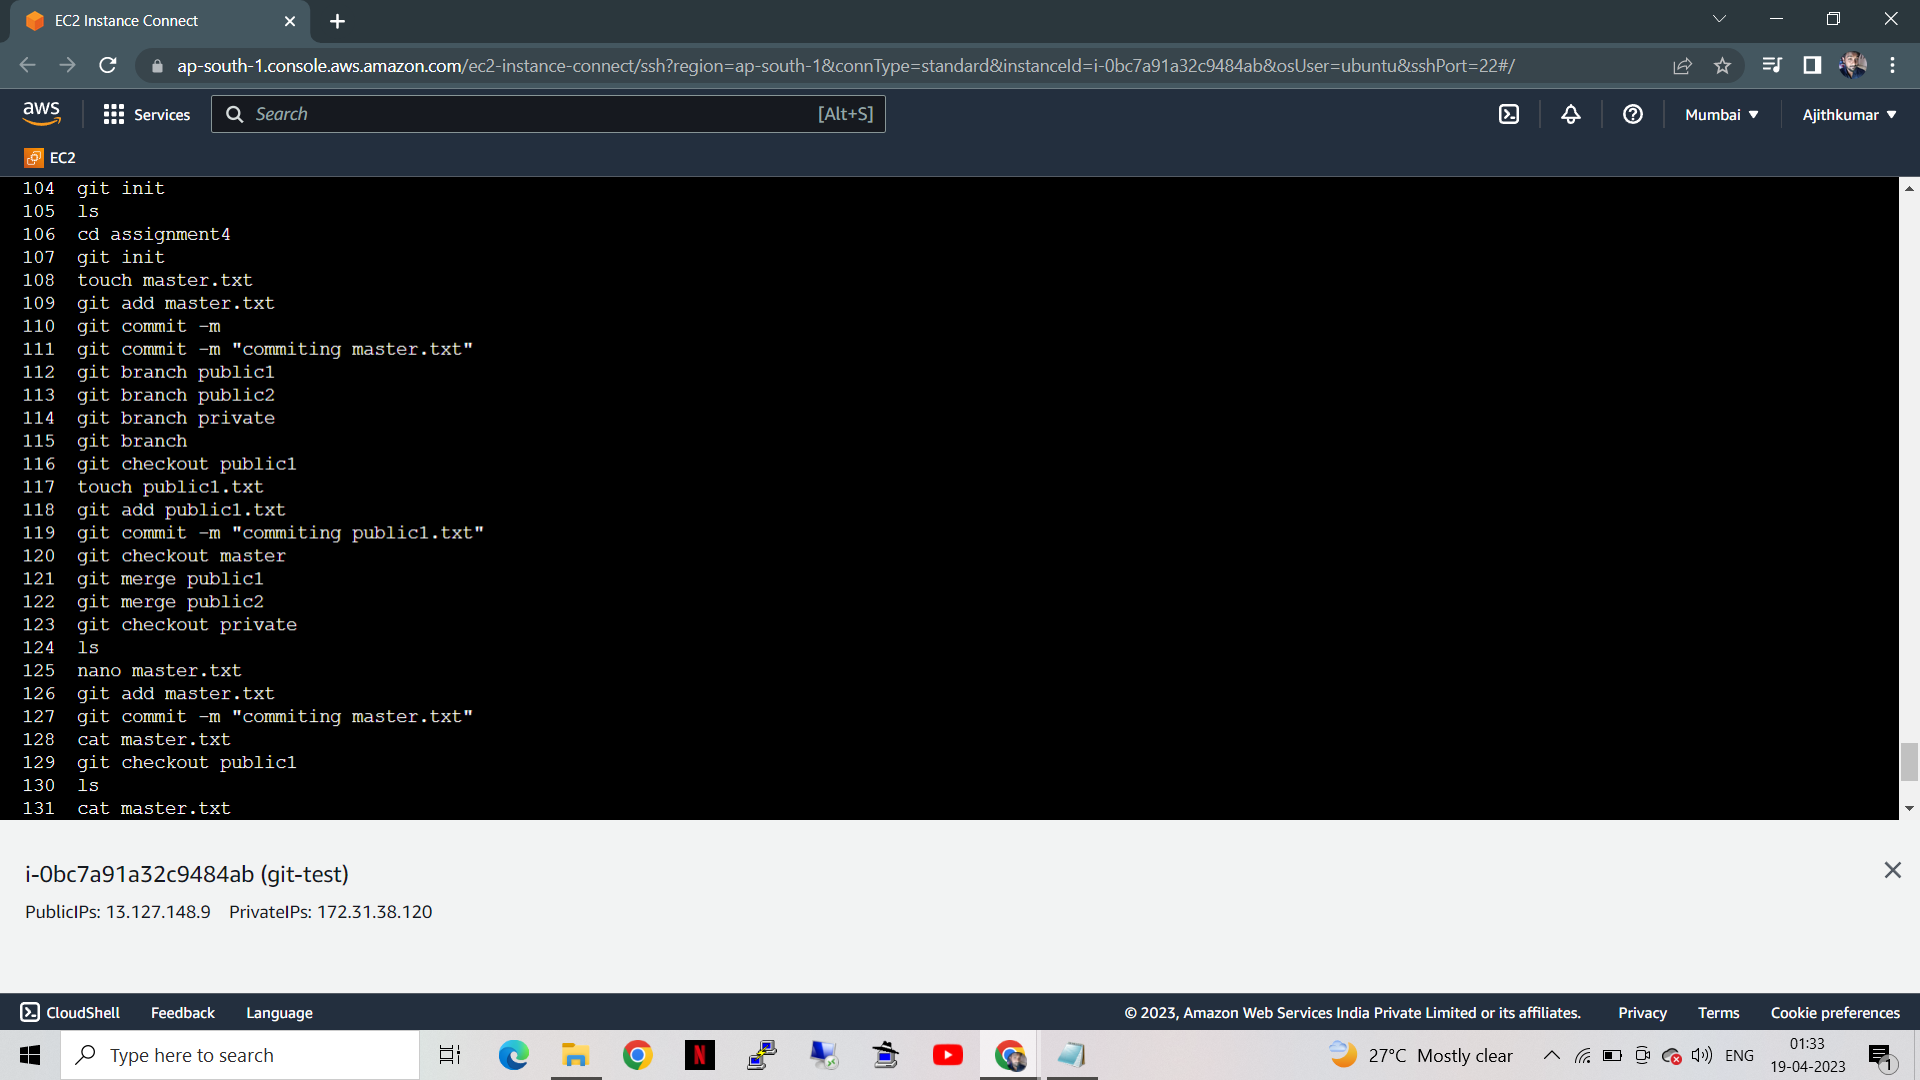 EC2 Instance Connect
ap-south-1.console.aws.amazon.com/ec2-instance-connect/ssh?region=ap-south-1&connType=standard&instanceId=i-0bc7a91a32c9484ab&osUser=ubuntu&sshPort=22#/
aws Services Search [Alt+S] Mumbai Ajithkumar
EC2
104 git init
105 ls
106 cd assignment4
107 git init
108 touch master.txt
109 git add master.txt
110 git commit -m
111 git commit -m "commiting master.txt"
112 git branch public1
113 git branch public2
114 git branch private
115 git branch
116 git checkout public1
117 touch public1.txt
118 git add public1.txt
119 git commit -m "commiting public1.txt"
120 git checkout master
121 git merge public1
122 git merge public2
123 git checkout private
124 ls
125 nano master.txt
126 git add master.txt
127 git commit -m "commiting master.txt"
128 cat master.txt
129 git checkout public1
130 ls
131 cat master.txt
i-0bc7a91a32c9484ab (git-test)
PublicIPs: 13.127.148.9 PrivateIPs: 172.31.38.120
CloudShell Feedback Language © 2023, Amazon Web Services India Private Limited or its affiliates. Privacy Terms Cookie preferences
Type here to search N 27°C Mostly clear ENG 01:33
19-04-2023 1